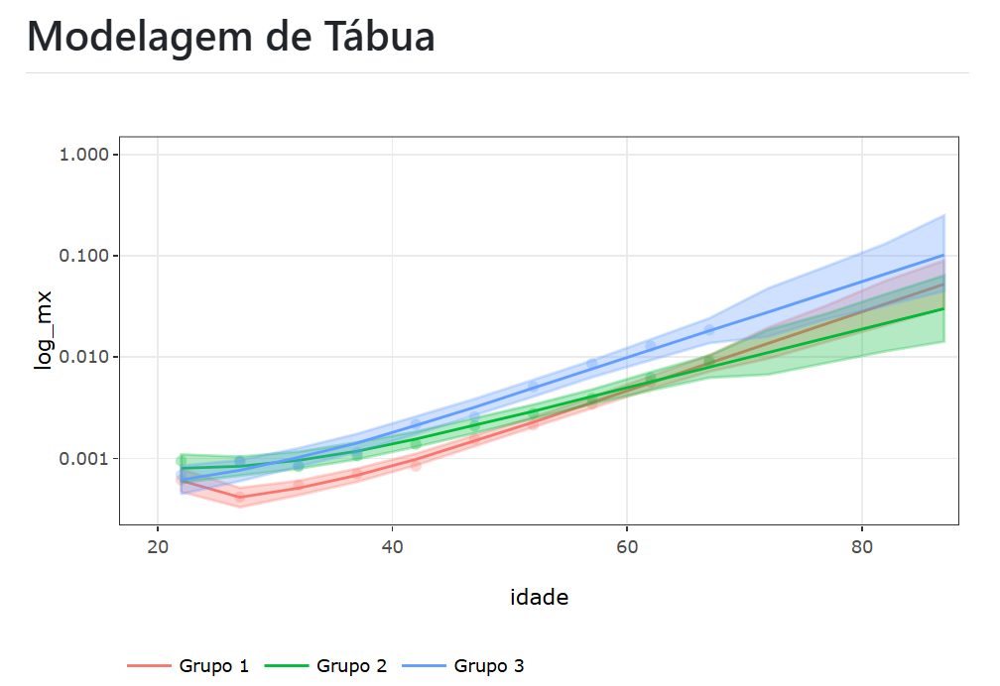 Modelagem de Tábua
1.000
0.100
0.010
0.001
log_mx
20 40 60 80
idade
Grupo 1 Grupo 2 Grupo 3